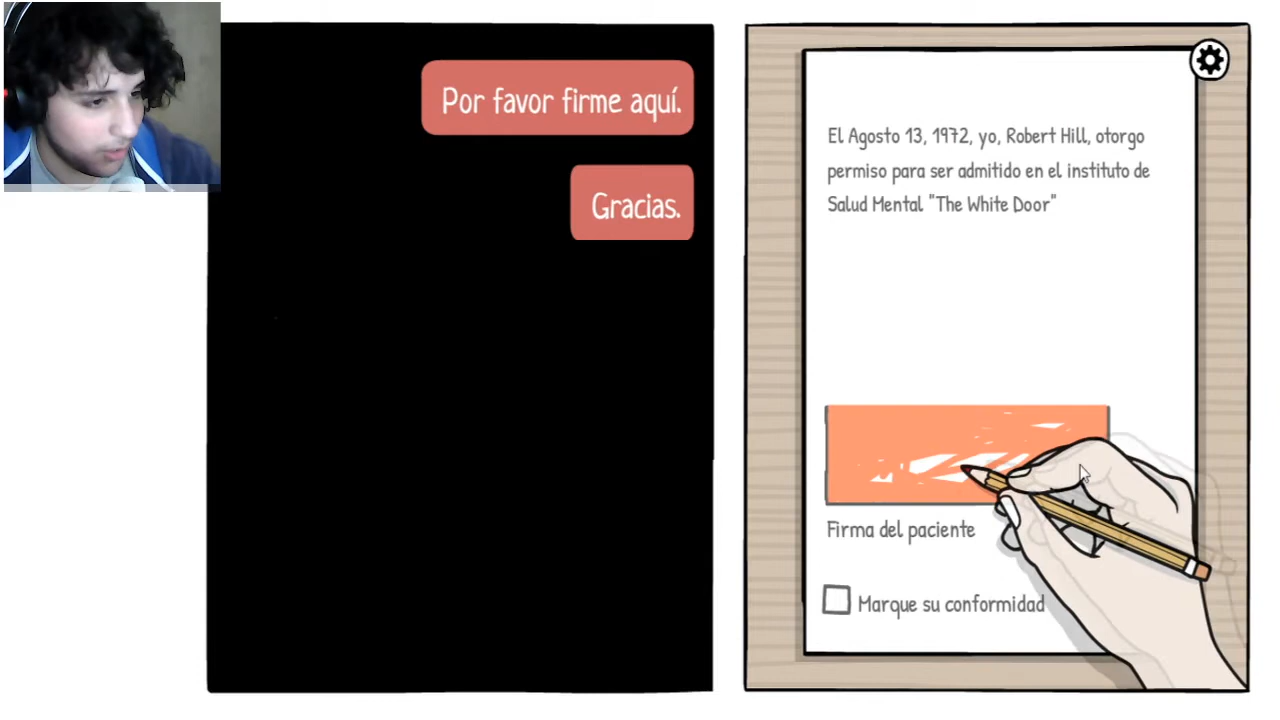 Por favor firme aquí.
Gracias.
El Agosto 13, 1972, yo, Robert Hill, otorgo
permiso para ser admitido en el instituto de
Salud Mental "The White Door"
Firma del paciente
Marque su conformidad